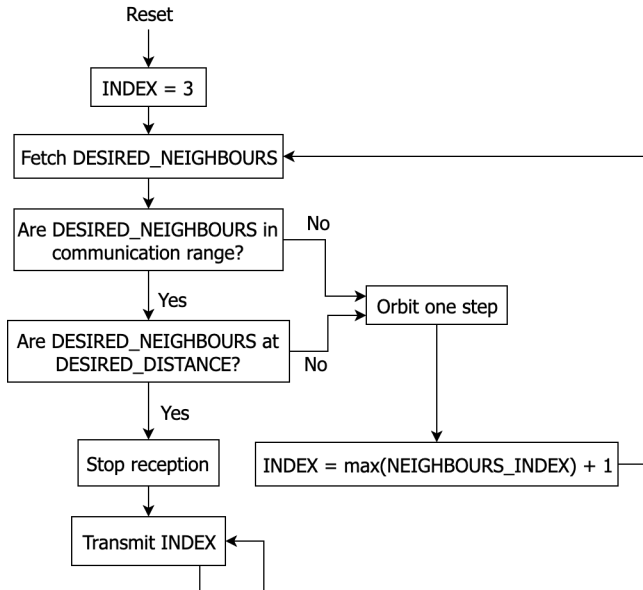 Reset
INDEX = 3
Fetch DESIRED_NEIGHBOURS
Are DESIRED_NEIGHBOURS in
communication range?
No
Yes
Orbit one step
Are DESIRED_NEIGHBOURS at
DESIRED_DISTANCE?
No
Yes
Stop reception
INDEX = max(NEIGHBOURS_INDEX) + 1
Transmit INDEX